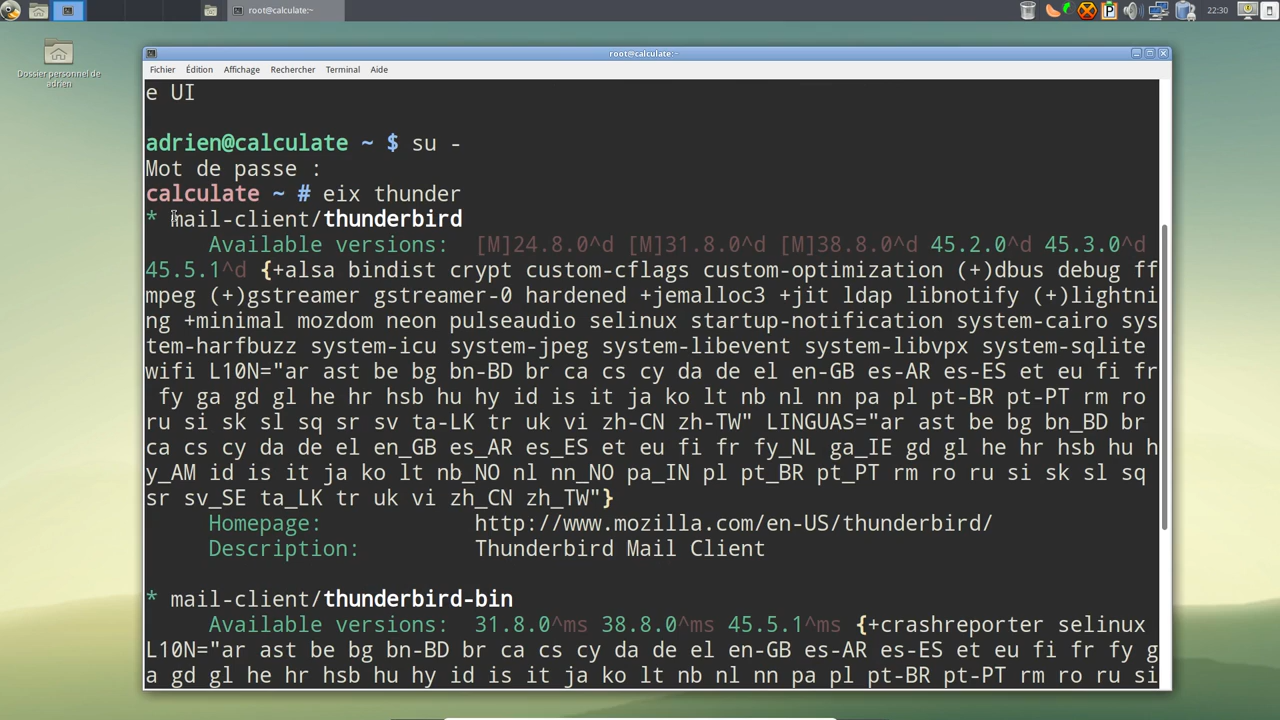 root@calculate:~
22:30
Dossier personnel de
adrien
root@calculate:~
Fichier Édition Affichage Rechercher Terminal Aide
e UI
adrien@calculate ~ $ su -
Mot de passe :
calculate ~ # eix thunder
* mail-client/thunderbird
Available versions: [M]24.8.0^d [M]31.8.0^d [M]38.8.0^d 45.2.0^d 45.3.0^d
45.5.1^d {+alsa bindist crypt custom-cflags custom-optimization (+)dbus debug ff
mpeg (+)gstreamer gstreamer-0 hardened +jemalloc3 +jit ldap libnotify (+)lightni
ng +minimal mozdom neon pulseaudio selinux startup-notification system-cairo sys
tem-harfbuzz system-icu system-jpeg system-libevent system-libvpx system-sqlite
wifi L10N="ar ast be bg bn-BD br ca cs cy da de el en-GB es-AR es-ES et eu fi fr
fy ga gd gl he hr hsb hu hy id is it ja ko lt nb nl nn pa pl pt-BR pt-PT rm ro
ru si sk sl sq sr sv ta-LK tr uk vi zh-CN zh-TW" LINGUAS="ar ast be bg bn_BD br
ca cs cy da de el en_GB es_AR es_ES et eu fi fr fy_NL ga_IE gd gl he hr hsb hu h
y_AM id is it ja ko lt nb_NO nl nn_NO pa_IN pl pt_BR pt_PT rm ro ru si sk sl sq
sr sv_SE ta_LK tr uk vi zh_CN zh_TW"}
Homepage: http://www.mozilla.com/en-US/thunderbird/
Description: Thunderbird Mail Client
* mail-client/thunderbird-bin
Available versions: 31.8.0^ms 38.8.0^ms 45.5.1^ms {+crashreporter selinux
L10N="ar ast be bg bn-BD br ca cs cy da de el en-GB es-AR es-ES et eu fi fr fy g
a gd gl he hr hsb hu hy id is it ja ko lt nb nl nn pa pl pt-BR pt-PT rm ro ru si